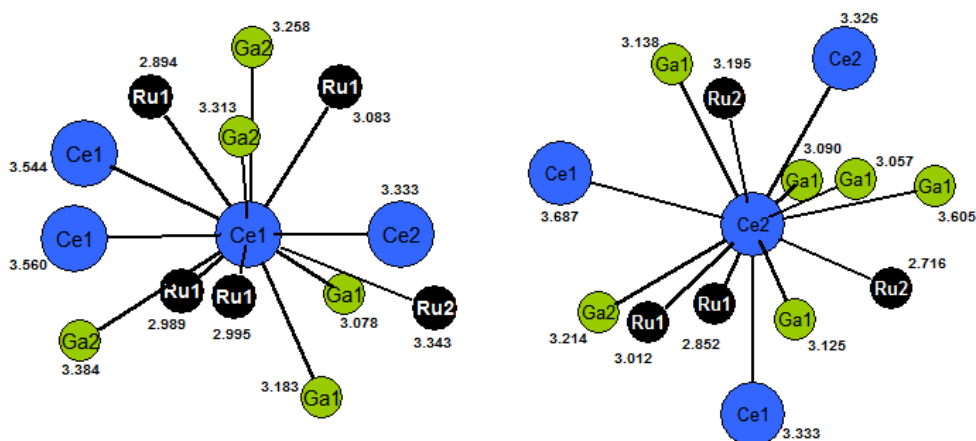 3.258
Ga2
2.894
Ru1
Ru1
3.083
3.313
Ga2
Ce1
3.544
3.333
Ce1
Ce1
Ce2
3.560
Ru1
Ru1
Ga1
Ru2
2.989
2.995
3.078
3.343
Ga2
3.384
3.183
Ga1
3.326
3.138
Ga1
3.195
Ce2
Ru2
3.090
3.057
Ce1
Ga1
Ga1
Ga1
3.687
3.605
Ce2
2.716
Ru2
Ga2
Ru1
Ru1
Ga1
3.214
3.012
2.852
3.125
Ce1
3.333